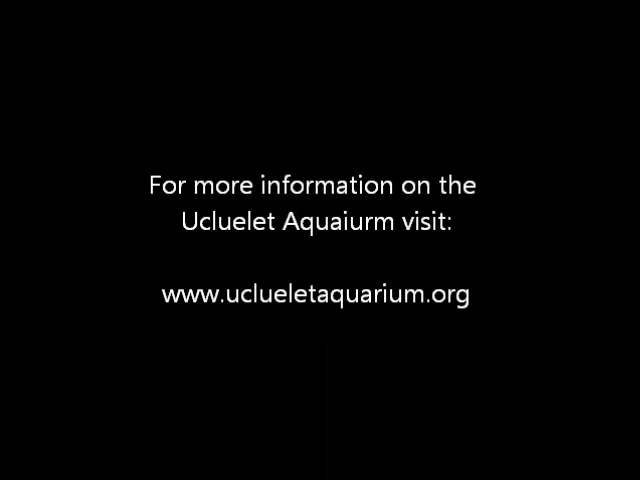 For more information on the
Ucluelet Aquaiurm visit:
www.uclueletaquarium.org